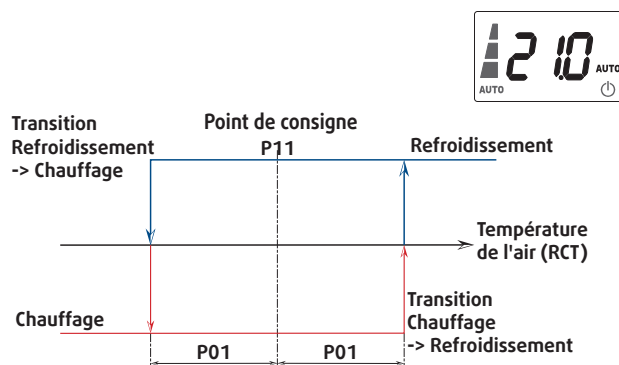 21.0 AUTO
AUTO
Transition
Refroidissement
-> Chauffage
Point de consigne
P11
Refroidissement
Température
de l'air (RCT)
Chauffage
Transition
Chauffage
-> Refroidissement
P01 P01